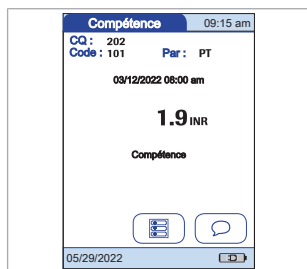 Compétence 09:15 am
CQ : 202
Code : 101 Par : PT
03/12/2022 08:00 am
1.9 INR
Compétence
05/29/2022